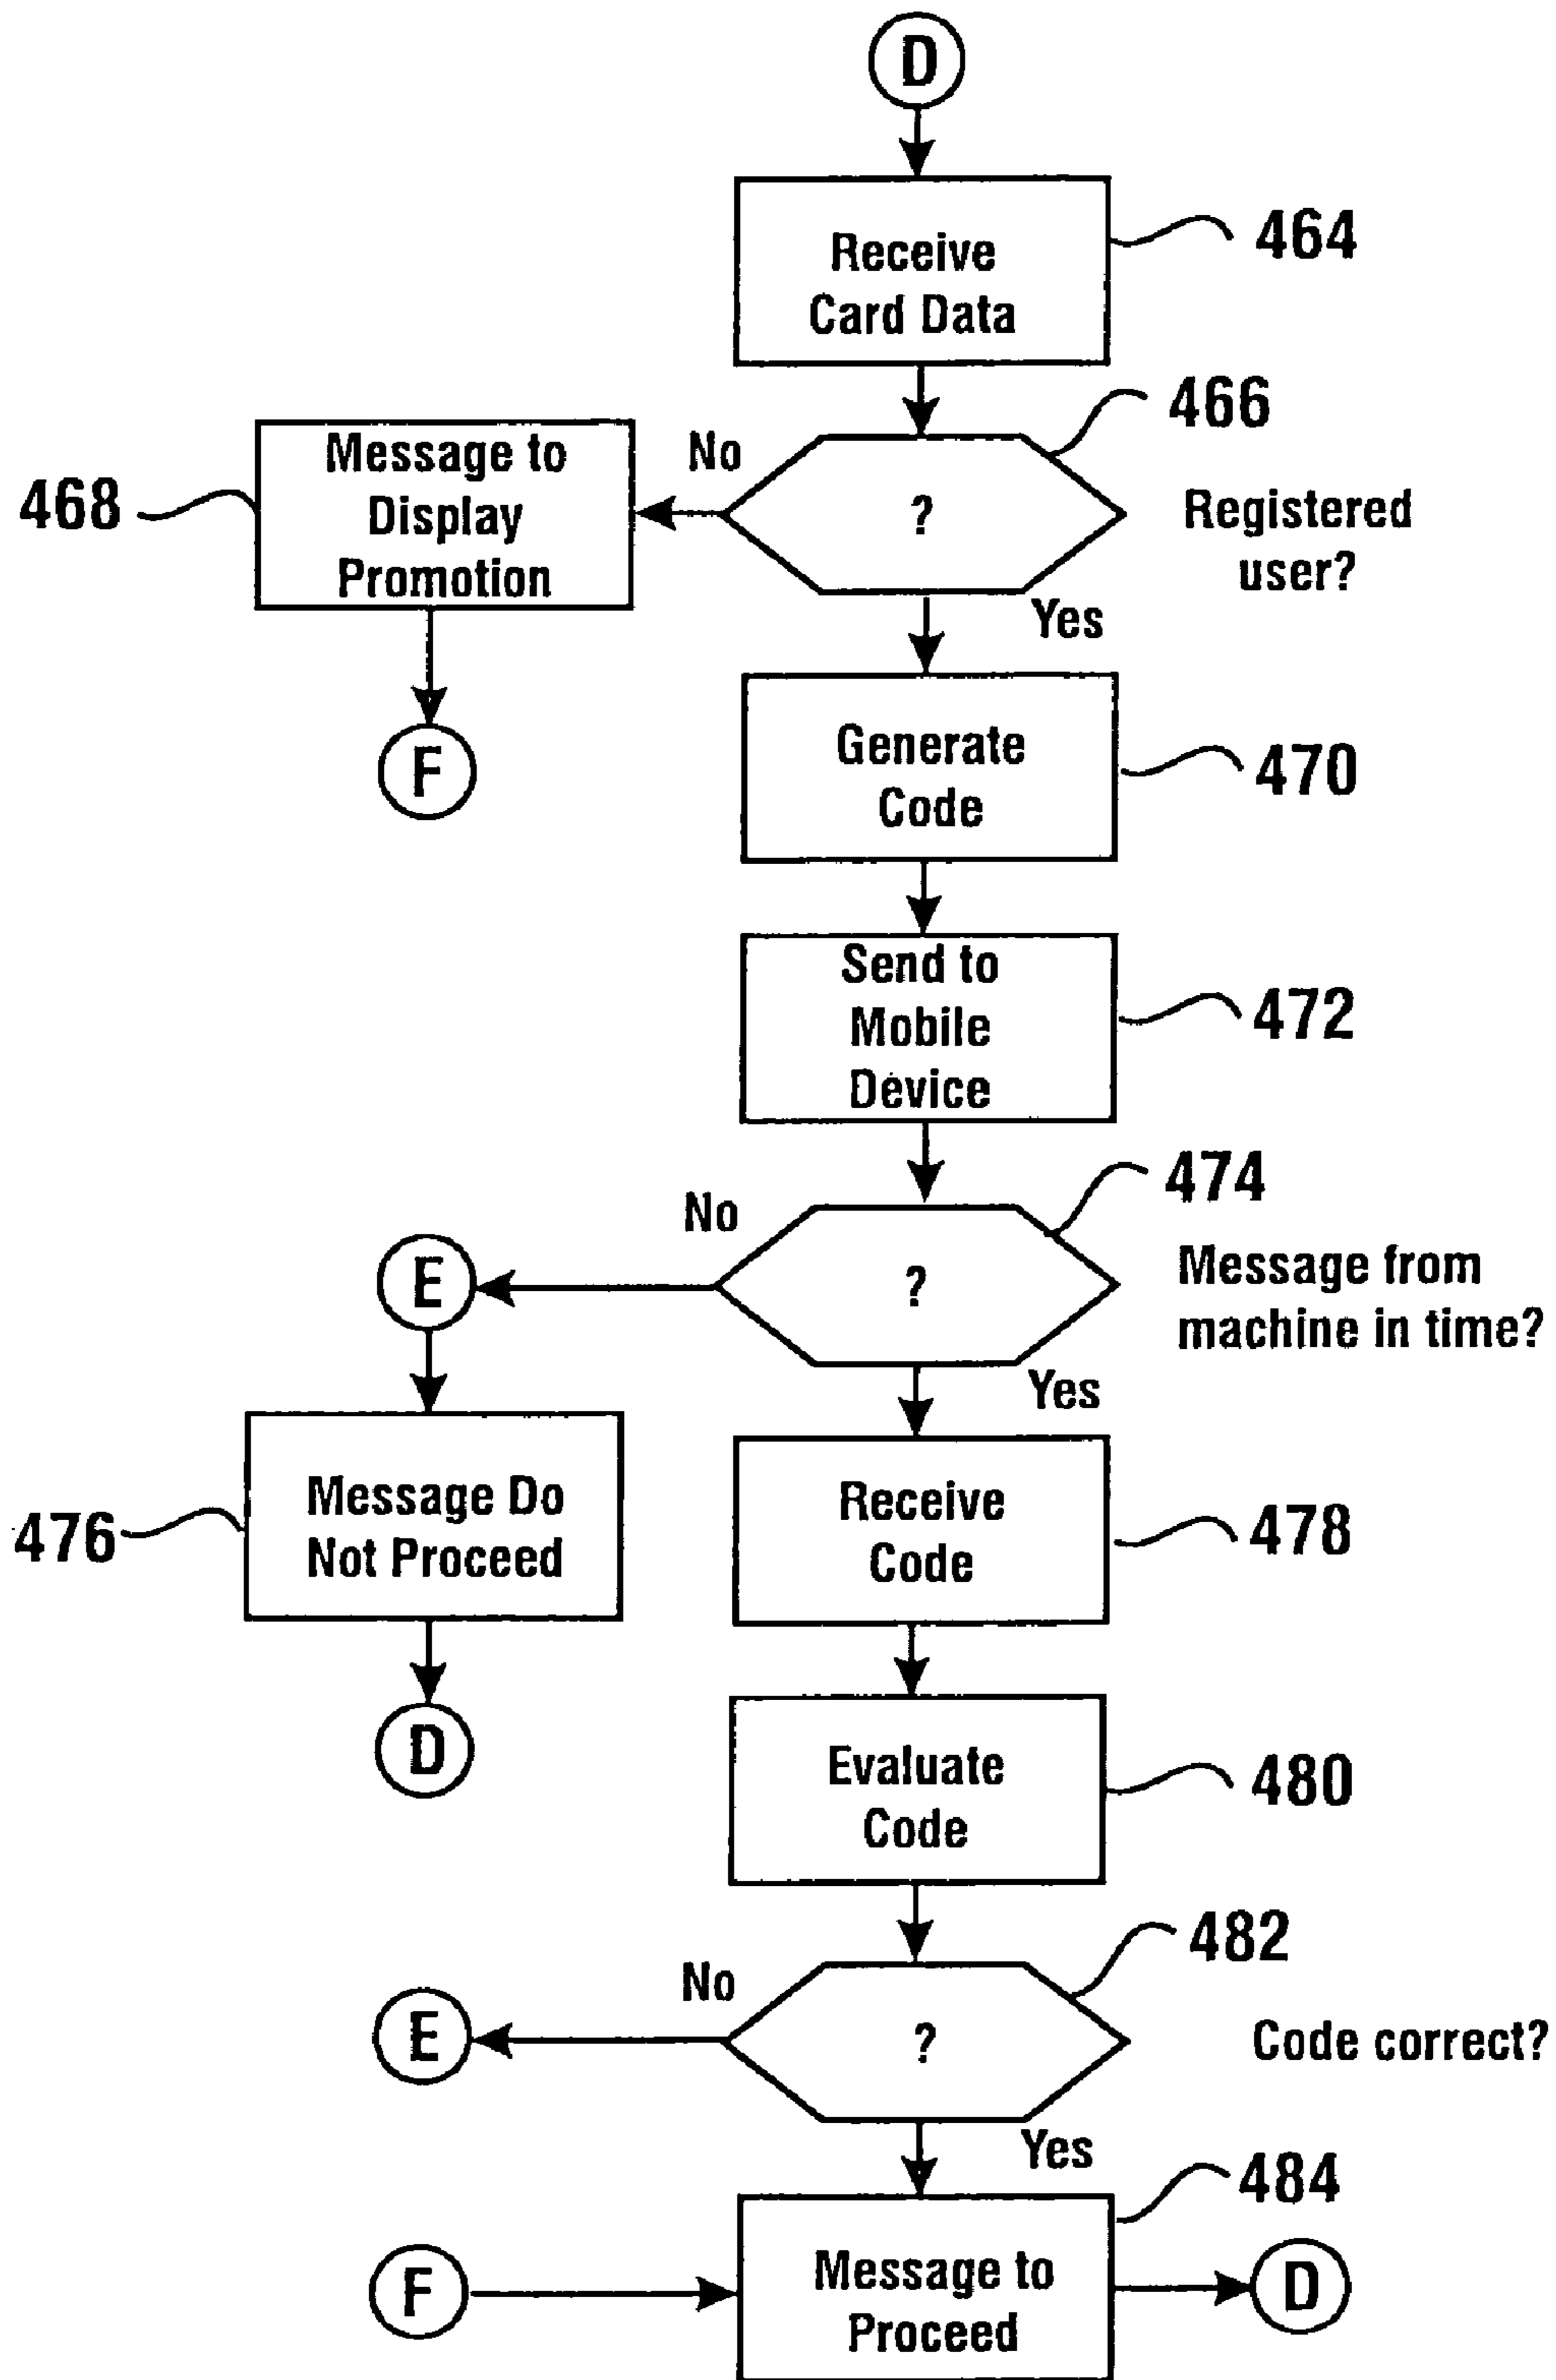 D
Receive
Card Data
464
466
No
?
Registered
user?
Yes
Message to
Display
Promotion
468
F
Generate
Code
470
Send to
Mobile
Device
472
474
No
?
Message from
machine in time?
Yes
E
Message Do
Not Proceed
476
D
Receive
Code
478
Evaluate
Code
480
482
No
?
Code correct?
Yes
E
484
F
Message to
Proceed
D